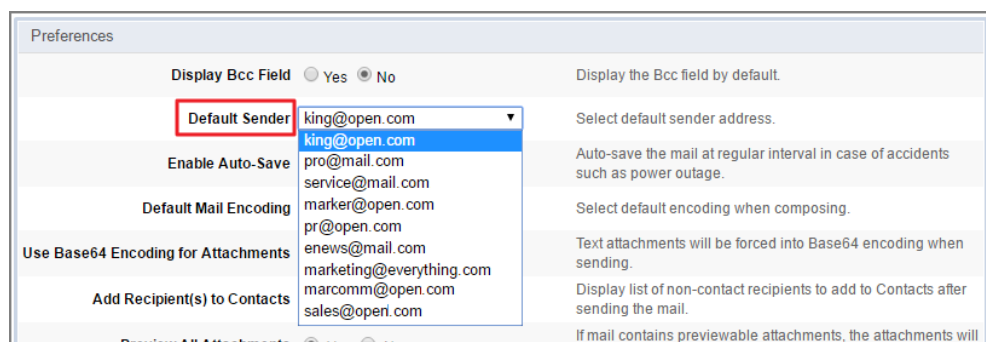 Preferences
Display Bcc Field Yes No Display the Bcc field by default.
Default Sender king@open.com ▼ Select default sender address.
king@open.com
Enable Auto-Save pro@mail.com Auto-save the mail at regular interval in case of accidents
such as power outage.
service@mail.com
Default Mail Encoding marker@open.com Select default encoding when composing.
pr@open.com
Use Base64 Encoding for Attachments enews@mail.com Text attachments will be forced into Base64 encoding when
sending.
marketing@everything.com
Add Recipient(s) to Contacts marcomm@open.com Display list of non-contact recipients to add to Contacts after
sending the mail.
sales@open.com
If mail contains previewable attachments, the attachments will